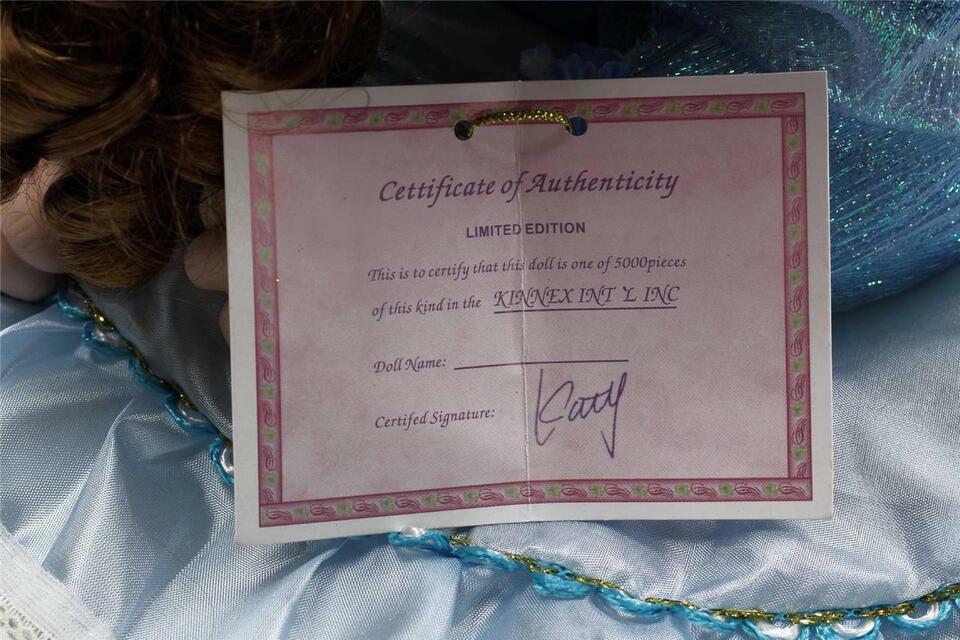 Cettificate of Authenticity
LIMITED EDITION
This is to certify that this doll is one of 5000pieces
of this kind in the KINNEX INT'L INC
Doll Name:
Certifed Signature: Katy